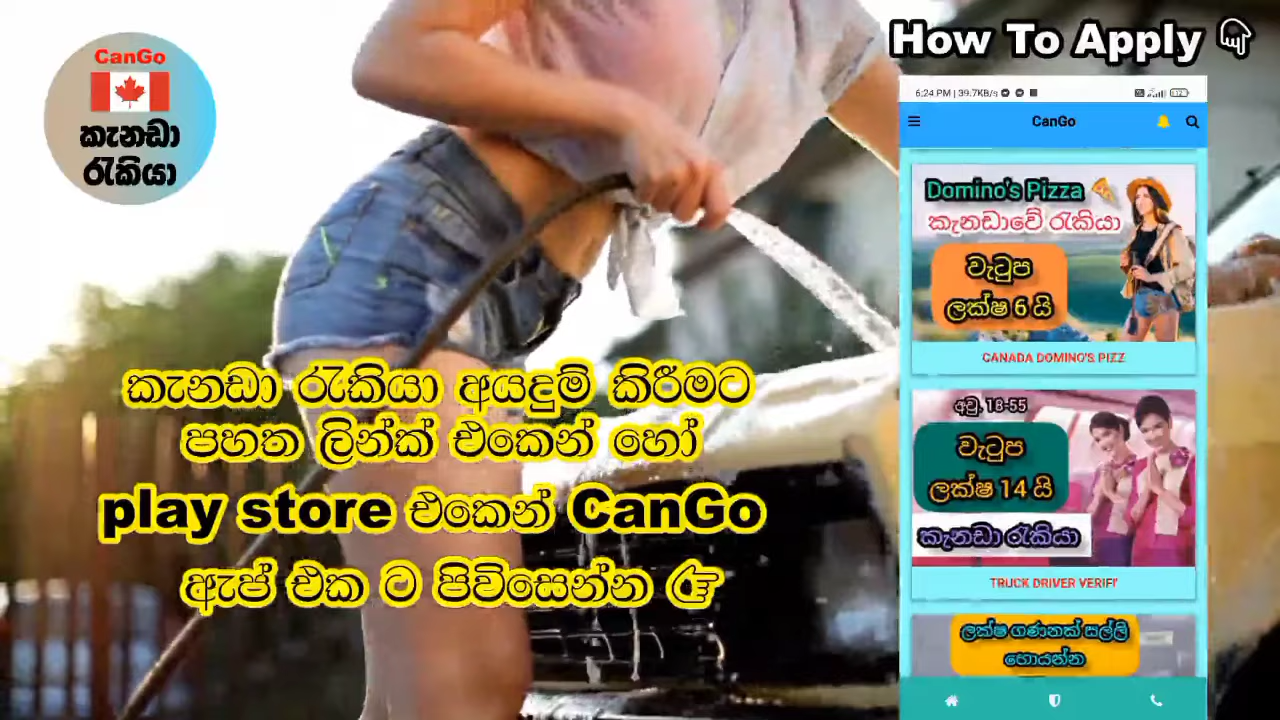 CanGo
කැනඩා
රැකියා
How To Apply
6:24 PM | 39.7KB/s
CanGo
Domino's Pizza
කැනඩාවේ රැකියා
වැටුප
ලක්ෂ 6 යි
CANADA DOMINO'S PIZZ
අවු. 18-55
වැටුප
ලක්ෂ 14 යි
කැනඩා රැකියා
TRUCK DRIVER VERIFI'
ලක්ෂ ගණනක් සල්ලි
හොයන්න
කැනඩා රැකියා අයදුම් කිරීමට
පහත ලින්ක් එකෙන් හෝ
play store එකෙන් CanGo
ඇප් එක ට පිවිසෙන්න